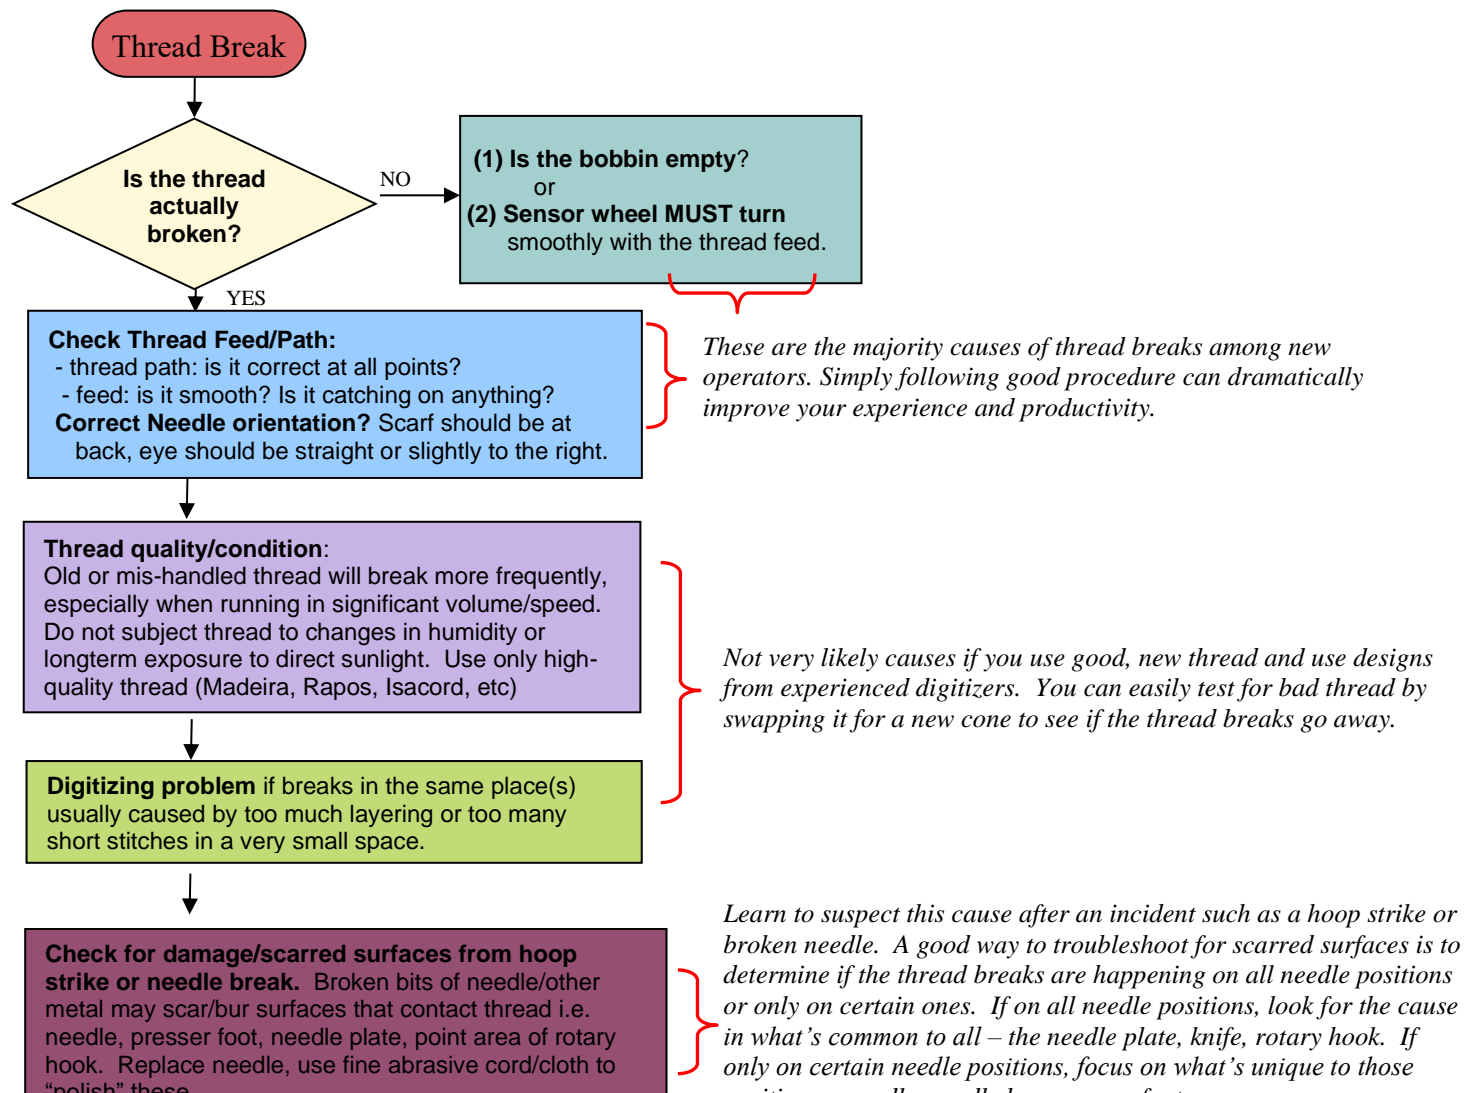 Thread Break
Is the thread
actually
broken?
NO
(1) Is the bobbin empty?
or
(2) Sensor wheel MUST turn
smoothly with the thread feed.
YES
Check Thread Feed/Path:
- thread path: is it correct at all points?
- feed: is it smooth? Is it catching on anything?
Correct Needle orientation? Scarf should be at
back, eye should be straight or slightly to the right.
These are the majority causes of thread breaks among new
operators. Simply following good procedure can dramatically
improve your experience and productivity.
Thread quality/condition:
Old or mis-handled thread will break more frequently,
especially when running in significant volume/speed.
Do not subject thread to changes in humidity or
longterm exposure to direct sunlight.  Use only high-
quality thread (Madeira, Rapos, Isacord, etc)
Not very likely causes if you use good, new thread and use designs
from experienced digitizers.  You can easily test for bad thread by
swapping it for a new cone to see if the thread breaks go away.
Digitizing problem if breaks in the same place(s)
usually caused by too much layering or too many
short stitches in a very small space.
Check for damage/scarred surfaces from hoop
strike or needle break.  Broken bits of needle/other
metal may scar/bur surfaces that contact thread i.e.
needle, presser foot, needle plate, point area of rotary
hook.  Replace needle, use fine abrasive cord/cloth to
"polish" these
Learn to suspect this cause after an incident such as a hoop strike or
broken needle.  A good way to troubleshoot for scarred surfaces is to
determine if the thread breaks are happening on all needle positions
or only on certain ones.  If on all needle positions, look for the cause
in what's common to all – the needle plate, knife, rotary hook.  If
only on certain needle positions, focus on what's unique to those